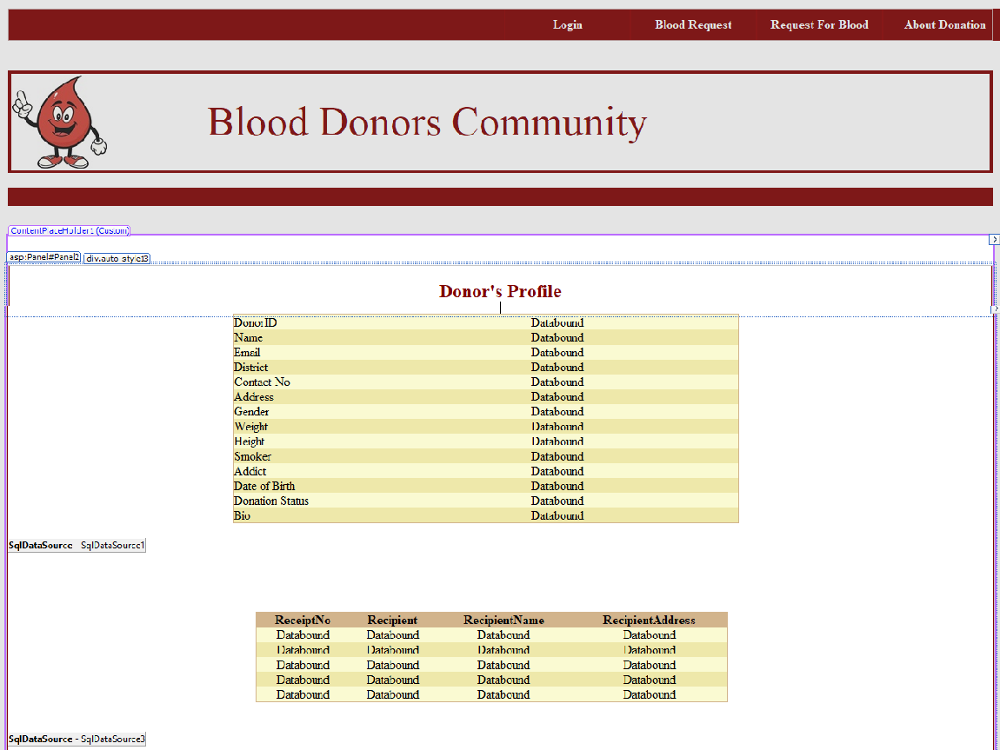 Login Blood Request Request For Blood About Donation
Blood Donors Community
ContentPlaceHolder1 (Custom)
asp:Panel#Panel2 div.auto-style13
Donor's Profile
DonorID Databound
Name Databound
Email Databound
District Databound
Contact No Databound
Address Databound
Gender Databound
Weight Databound
Height Databound
Smoker Databound
Addict Databound
Date of Birth Databound
Donation Status Databound
Bio Databound
SqlDataSource - SqlDataSource1
ReceiptNo Recipient RecipientName RecipientAddress
Databound Databound Databound Databound
Databound Databound Databound Databound
Databound Databound Databound Databound
Databound Databound Databound Databound
Databound Databound Databound Databound
SqlDataSource - SqlDataSource3